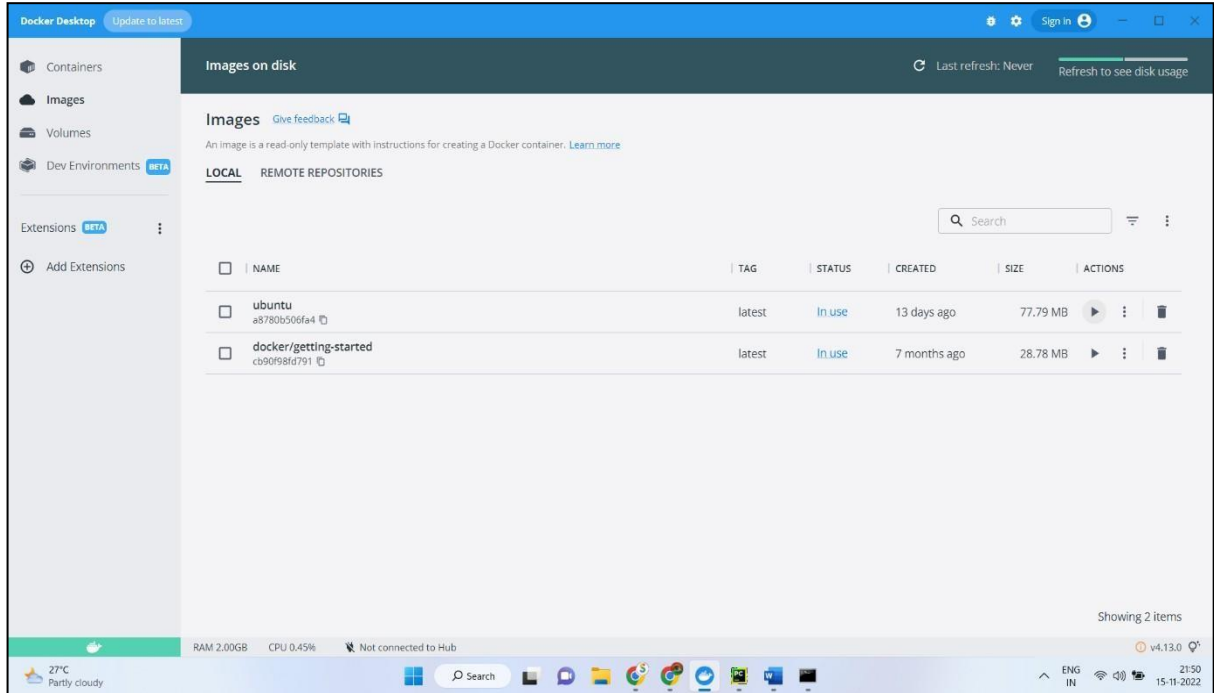 Docker Desktop Update to latest Sign in
Containers
Images
Volumes
Dev Environments BETA
Extensions BETA
Add Extensions
Images on disk Last refresh: Never Refresh to see disk usage
Images Give feedback
An image is a read-only template with instructions for creating a Docker container. Learn more
LOCAL REMOTE REPOSITORIES
Search
NAME TAG STATUS CREATED SIZE ACTIONS
ubuntu latest In use 13 days ago 77.79 MB
a8780b506fa4
docker/getting-started latest In use 7 months ago 28.78 MB
cb90f98fd791
Showing 2 items
RAM 2.00GB CPU 0.45% Not connected to Hub v4.13.0
27°C
Partly cloudy
Search
ENG
IN
21:50
15-11-2022